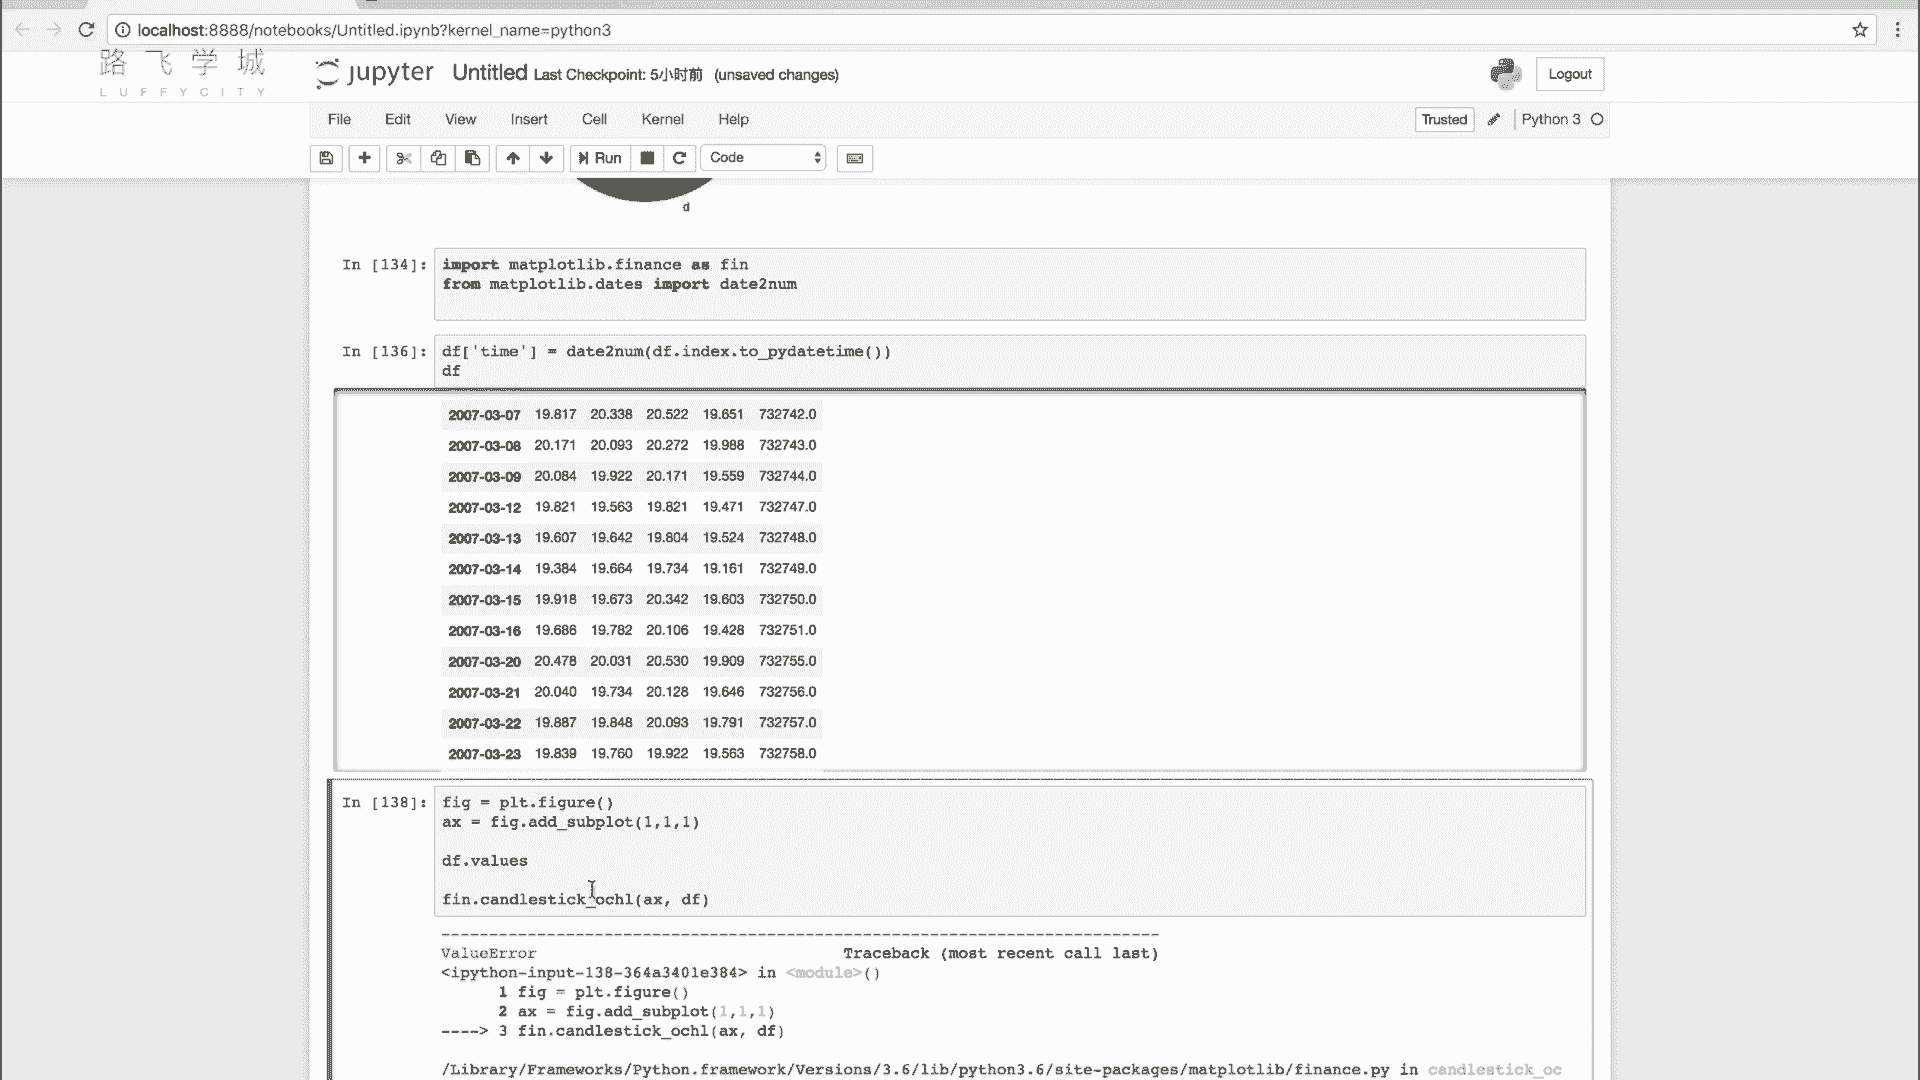 localhost:8888/notebooks/Untitled.ipynb?kernel_name=python3
路飞学城
LUFFYCITY
jupyter Untitled Last Checkpoint: 5小时前 (unsaved changes)
Logout
File Edit View Insert Cell Kernel Help
Trusted Python 3
Run Code
d
In [134]: import matplotlib.finance as fin
from matplotlib.dates import date2num
In [136]: df['time'] = date2num(df.index.to_pydatetime())
df
2007-03-07 19.817 20.338 20.522 19.651 732742.0
2007-03-08 20.171 20.093 20.272 19.988 732743.0
2007-03-09 20.084 19.922 20.171 19.559 732744.0
2007-03-12 19.821 19.563 19.821 19.471 732747.0
2007-03-13 19.607 19.642 19.804 19.524 732748.0
2007-03-14 19.384 19.664 19.734 19.161 732749.0
2007-03-15 19.918 19.673 20.342 19.603 732750.0
2007-03-16 19.686 19.782 20.106 19.428 732751.0
2007-03-20 20.478 20.031 20.530 19.909 732755.0
2007-03-21 20.040 19.734 20.128 19.646 732756.0
2007-03-22 19.887 19.848 20.093 19.791 732757.0
2007-03-23 19.839 19.760 19.922 19.563 732758.0
In [138]: fig = plt.figure()
ax = fig.add_subplot(1,1,1)
df.values
fin.candlestick_ochl(ax, df)
---------------------------------------------------------------------------
ValueError Traceback (most recent call last)
<ipython-input-138-364a3401e384> in <module>()
1 fig = plt.figure()
2 ax = fig.add_subplot(1,1,1)
----> 3 fin.candlestick_ochl(ax, df)
/Library/Frameworks/Python.framework/Versions/3.6/lib/python3.6/site-packages/matplotlib/finance.py in candlestick_oc